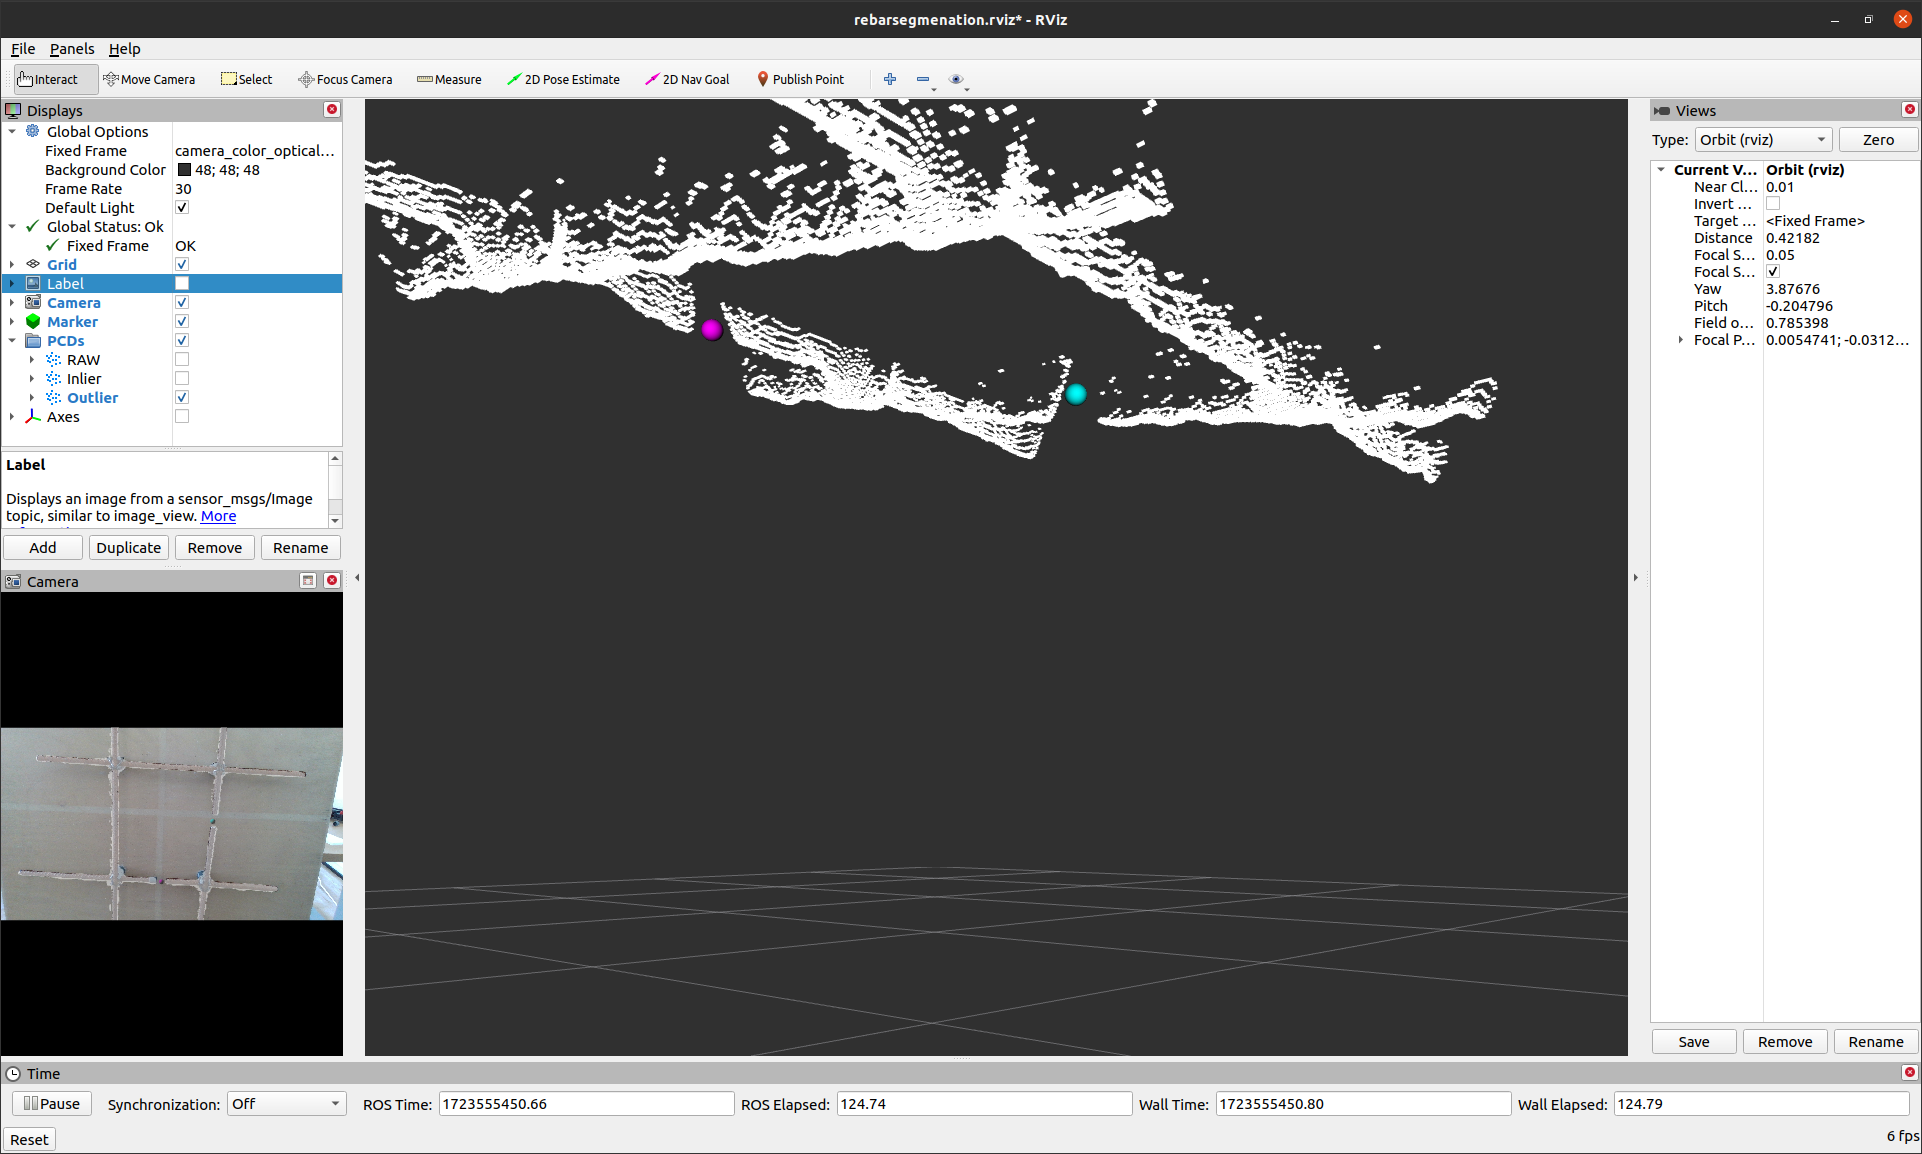 rebarsegmenation.rviz* - RViz
File Panels Help
Interact Move Camera Select Focus Camera Measure 2D Pose Estimate 2D Nav Goal Publish Point
Displays
Global Options
Fixed Frame camera_color_optical...
Background Color 48; 48; 48
Frame Rate 30
Default Light
Global Status: Ok
Fixed Frame OK
Grid
Label
Camera
Marker
PCDs
RAW
Inlier
Outlier
Axes
Label
Displays an image from a sensor_msgs/Image
topic, similar to image_view. More
Add Duplicate Remove Rename
Camera
Views
Type: Orbit (rviz) Zero
Current V... Orbit (rviz)
Near Cl... 0.01
Invert ...
Target ... <Fixed Frame>
Distance 0.42182
Focal S... 0.05
Focal S...
Yaw 3.87676
Pitch -0.204796
Field o... 0.785398
Focal P... 0.0054741; -0.0312...
Save Remove Rename
Time
Pause Synchronization: Off ROS Time: 1723555450.66 ROS Elapsed: 124.74 Wall Time: 1723555450.80 Wall Elapsed: 124.79
Reset 6 fps